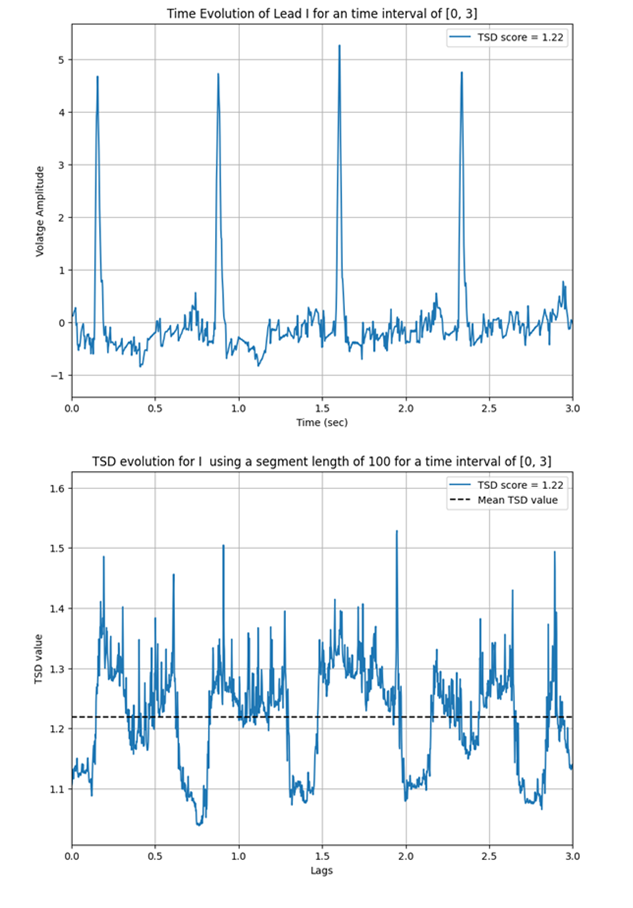 Time Evolution of Lead I for an time interval of [0, 3]
TSD score = 1.22
5
4
3
2
1
0
−1
Volatge Amplitude
0.0 0.5 1.0 1.5 2.0 2.5 3.0
Time (sec)
TSD evolution for I  using a segment length of 100 for a time interval of [0, 3]
TSD score = 1.22
Mean TSD value
1.6
1.5
1.4
1.3
1.2
1.1
TSD value
0.0 0.5 1.0 1.5 2.0 2.5 3.0
Lags